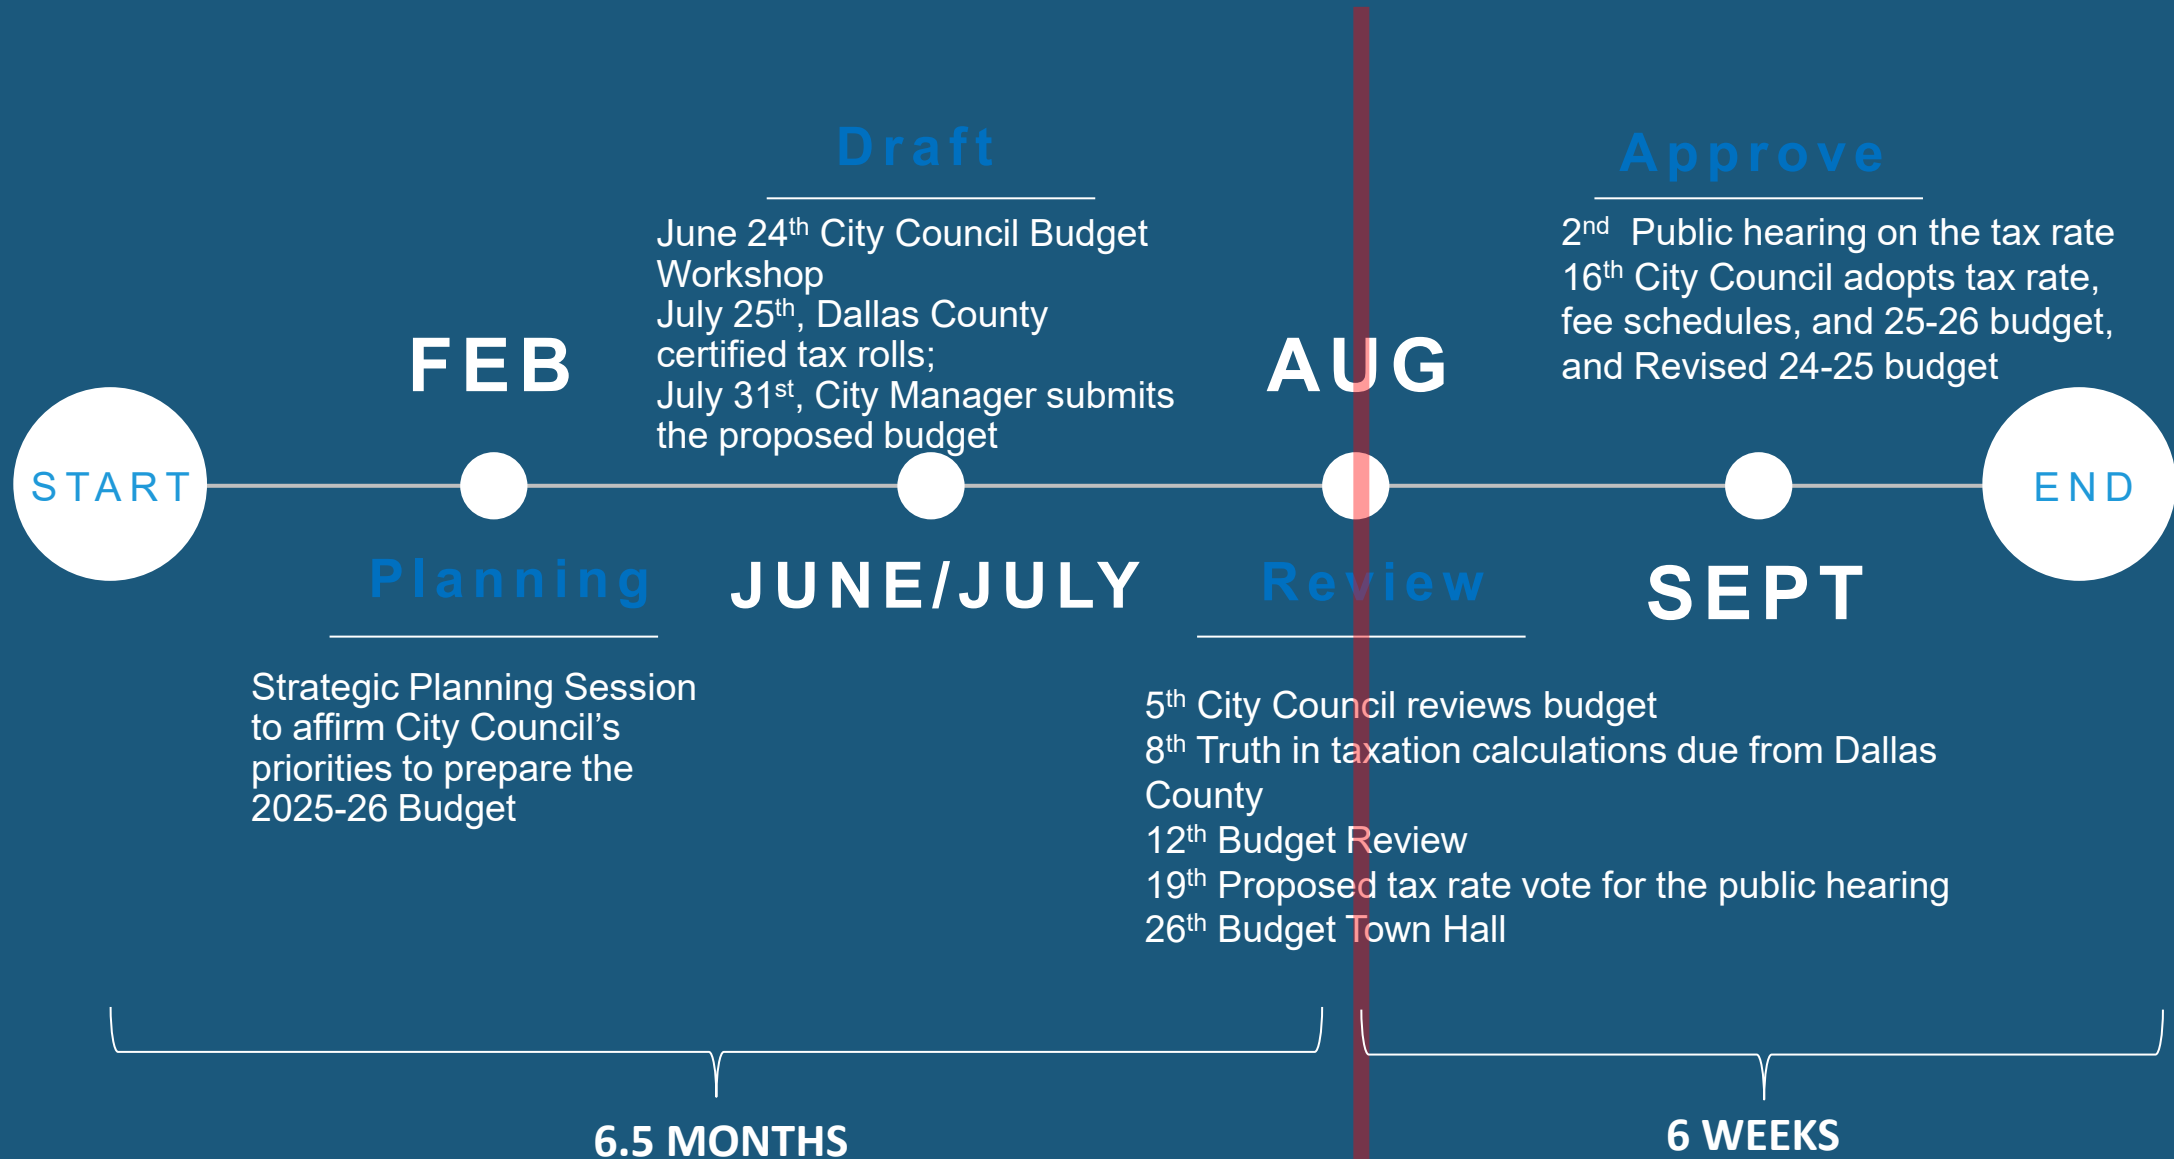 START
FEB
Planning
Strategic Planning Session
to affirm City Council’s
priorities to prepare the
2025-26 Budget
Draft
June 24th City Council Budget
Workshop
July 25th, Dallas County
certified tax rolls;
July 31st, City Manager submits
the proposed budget
JUNE/JULY
AUG
Review
5th City Council reviews budget
8th Truth in taxation calculations due from Dallas
County
12th Budget Review
19th Proposed tax rate vote for the public hearing
26th Budget Town Hall
Approve
2nd Public hearing on the tax rate
16th City Council adopts tax rate,
fee schedules, and 25-26 budget,
and Revised 24-25 budget
SEPT
END
6.5 MONTHS
6 WEEKS